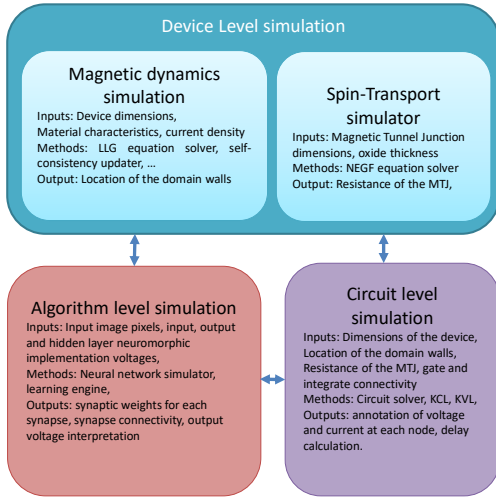 Device Level simulation
Magnetic dynamics
simulation
Inputs: Device dimensions,
Material characteristics, current density
Methods: LLG equation solver, self-
consistency updater, ...
Output: Location of the domain walls
Spin-Transport
simulator
Inputs: Magnetic Tunnel Junction
dimensions, oxide thickness
Methods: NEGF equation solver
Output: Resistance of the MTJ,
Algorithm level simulation
Inputs: Input image pixels, input, output
and hidden layer neuromorphic
implementation voltages,
Methods: Neural network simulator,
learning engine,
Outputs: synaptic weights for each
synapse, synapse connectivity, output
voltage interpretation
Circuit level
simulation
Inputs: Dimensions of the device,
Location of the domain walls,
Resistance of the MTJ, gate and
integrate connectivity
Methods: Circuit solver, KCL, KVL,
Outputs: annotation of voltage
and current at each node, delay
calculation.